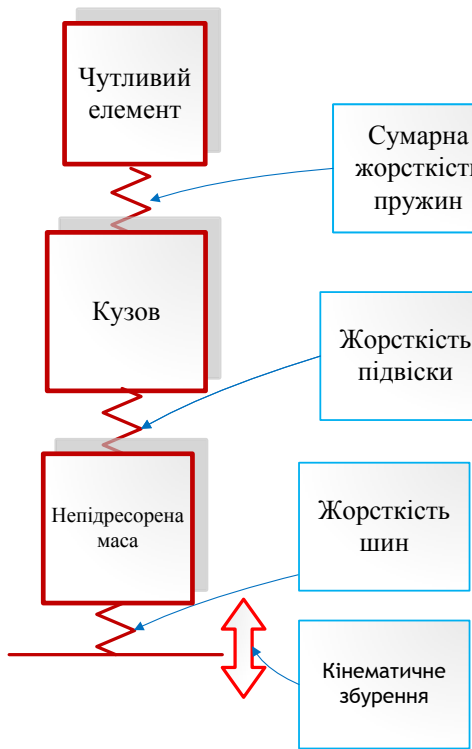 Чутливий
елемент
Сумарна
жорсткість
пружин
Кузов
Жорсткість
підвіски
Непідресорена
маса
Жорсткість
шин
Кінематичне
збурення